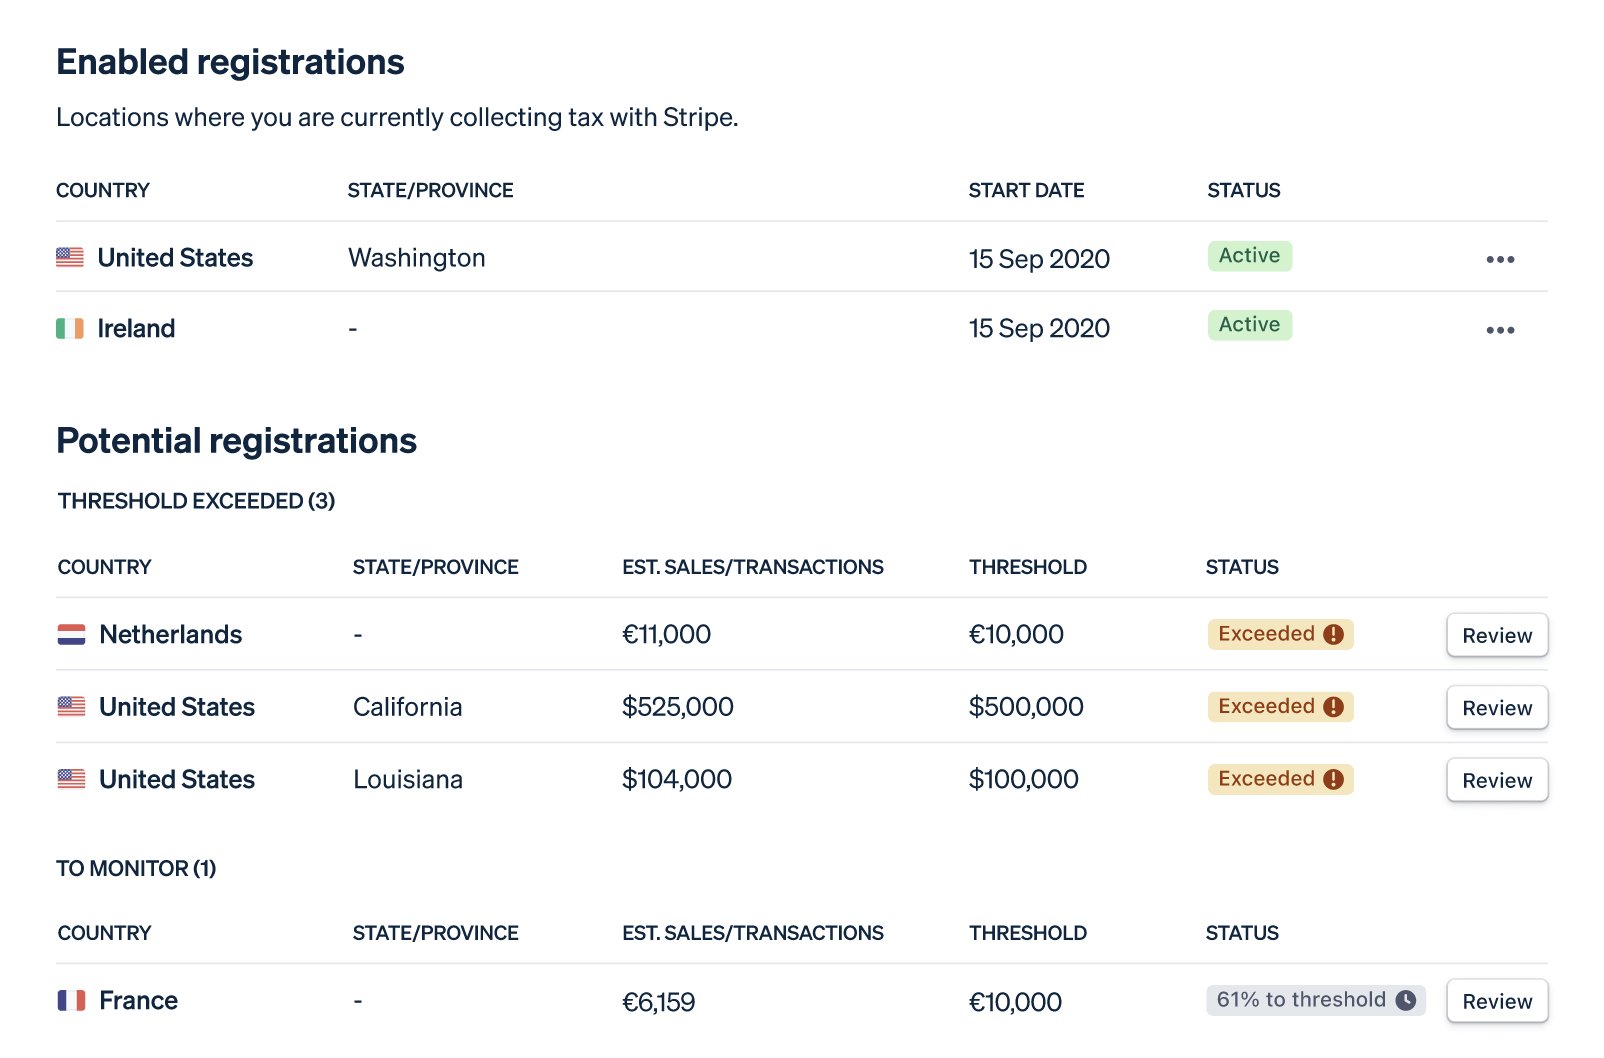 Enabled registrations
Locations where you are currently collecting tax with Stripe.
COUNTRY STATE/PROVINCE START DATE STATUS
United States Washington 15 Sep 2020 Active
Ireland - 15 Sep 2020 Active
Potential registrations
THRESHOLD EXCEEDED (3)
COUNTRY STATE/PROVINCE EST. SALES/TRANSACTIONS THRESHOLD STATUS
Netherlands - €11,000 €10,000 Exceeded Review
United States California $525,000 $500,000 Exceeded Review
United States Louisiana $104,000 $100,000 Exceeded Review
TO MONITOR (1)
COUNTRY STATE/PROVINCE EST. SALES/TRANSACTIONS THRESHOLD STATUS
France - €6,159 €10,000 61% to threshold Review